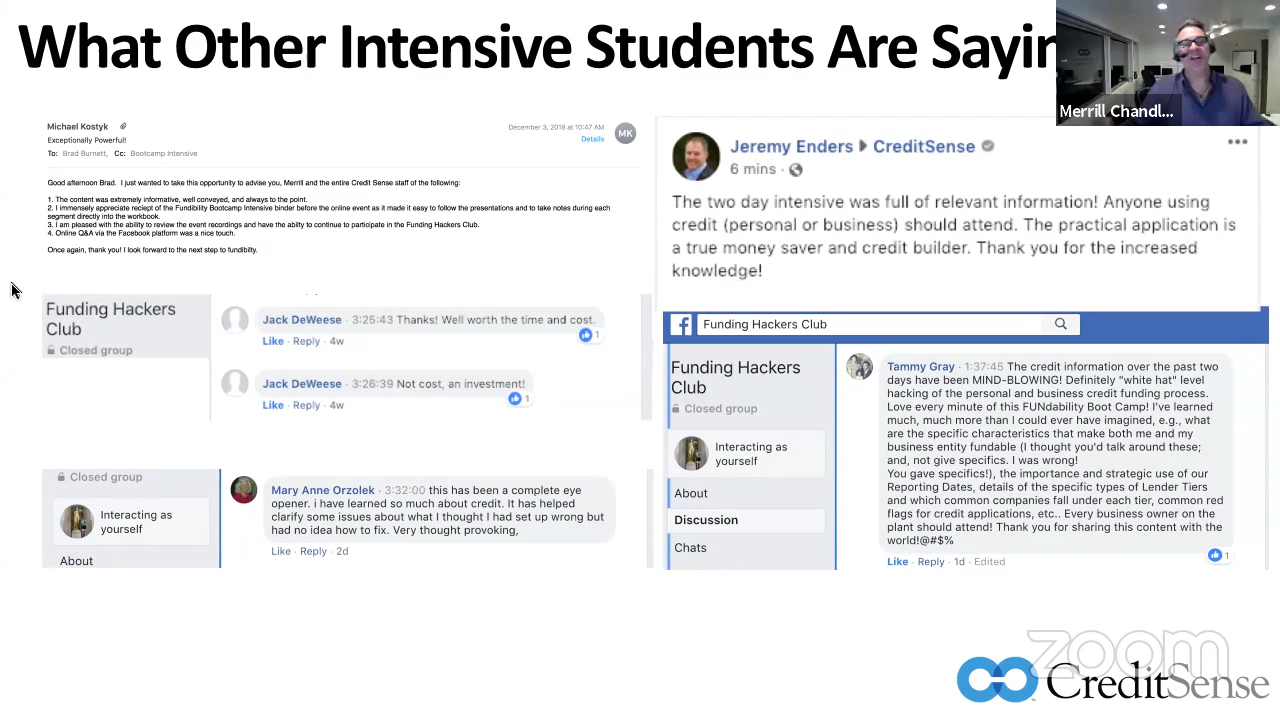 What Other Intensive Students Are Sayin
Merrill Chandl...
Michael Kostyk
December 3, 2018 at 10:47 AM
MK
Exceptionally Powerful!
Details
To: Brad Burnett, Cc: Bootcamp Intensive
Good afternoon Brad. I just wanted to take this opportunity to advise you, Merrill and the entire Credit Sense staff of the following:
1. The content was extremely informative, well conveyed, and always to the point.
2. I immensely appreciate reciept of the Fundibility Bootcamp Intensive binder before the online event as it made it easy to follow the presentations and to take notes during each
segment directly into the workbook.
3. I am pleased with the ability to review the event recordings and have the abilty to continue to participate in the Funding Hackers Club.
4. Online Q&A via the Facebook platform was a nice touch.
Once again, thank you! I look forward to the next step to fundibilty.
Jeremy Enders CreditSense
6 mins ·
The two day intensive was full of relevant information! Anyone using
credit (personal or business) should attend. The practical application is
a true money saver and credit builder. Thank you for the increased
knowledge!
Funding Hackers
Club
Closed group
Jack DeWeese · 3:25:43 Thanks! Well worth the time and cost.
1
Like · Reply · 4w
Jack DeWeese · 3:26:39 Not cost, an investment!
1
Like · Reply · 4w
Funding Hackers Club
Funding Hackers
Club
Closed group
Interacting as
yourself
About
Discussion
Chats
Tammy Gray · 1:37:45 The credit information over the past two
days have been MIND-BLOWING! Definitely "white hat" level
hacking of the personal and business credit funding process.
Love every minute of this FUNdability Boot Camp! I've learned
much, much more than I could ever have imagined, e.g., what
are the specific characteristics that make both me and my
business entity fundable (I thought you'd talk around these;
and, not give specifics. I was wrong!
You gave specifics!), the importance and strategic use of our
Reporting Dates, details of the specific types of Lender Tiers
and which common companies fall under each tier, common red
flags for credit applications, etc.. Every business owner on the
plant should attend! Thank you for sharing this content with the
world!@#$%
1
Like · Reply · 1d · Edited
Closed group
Interacting as
yourself
About
Mary Anne Orzolek · 3:32:00 this has been a complete eye
opener. i have learned so much about credit. It has helped
clarify some issues about what I thought I had set up wrong but
had no idea how to fix. Very thought provoking,
Like · Reply · 2d
zoom
CreditSense